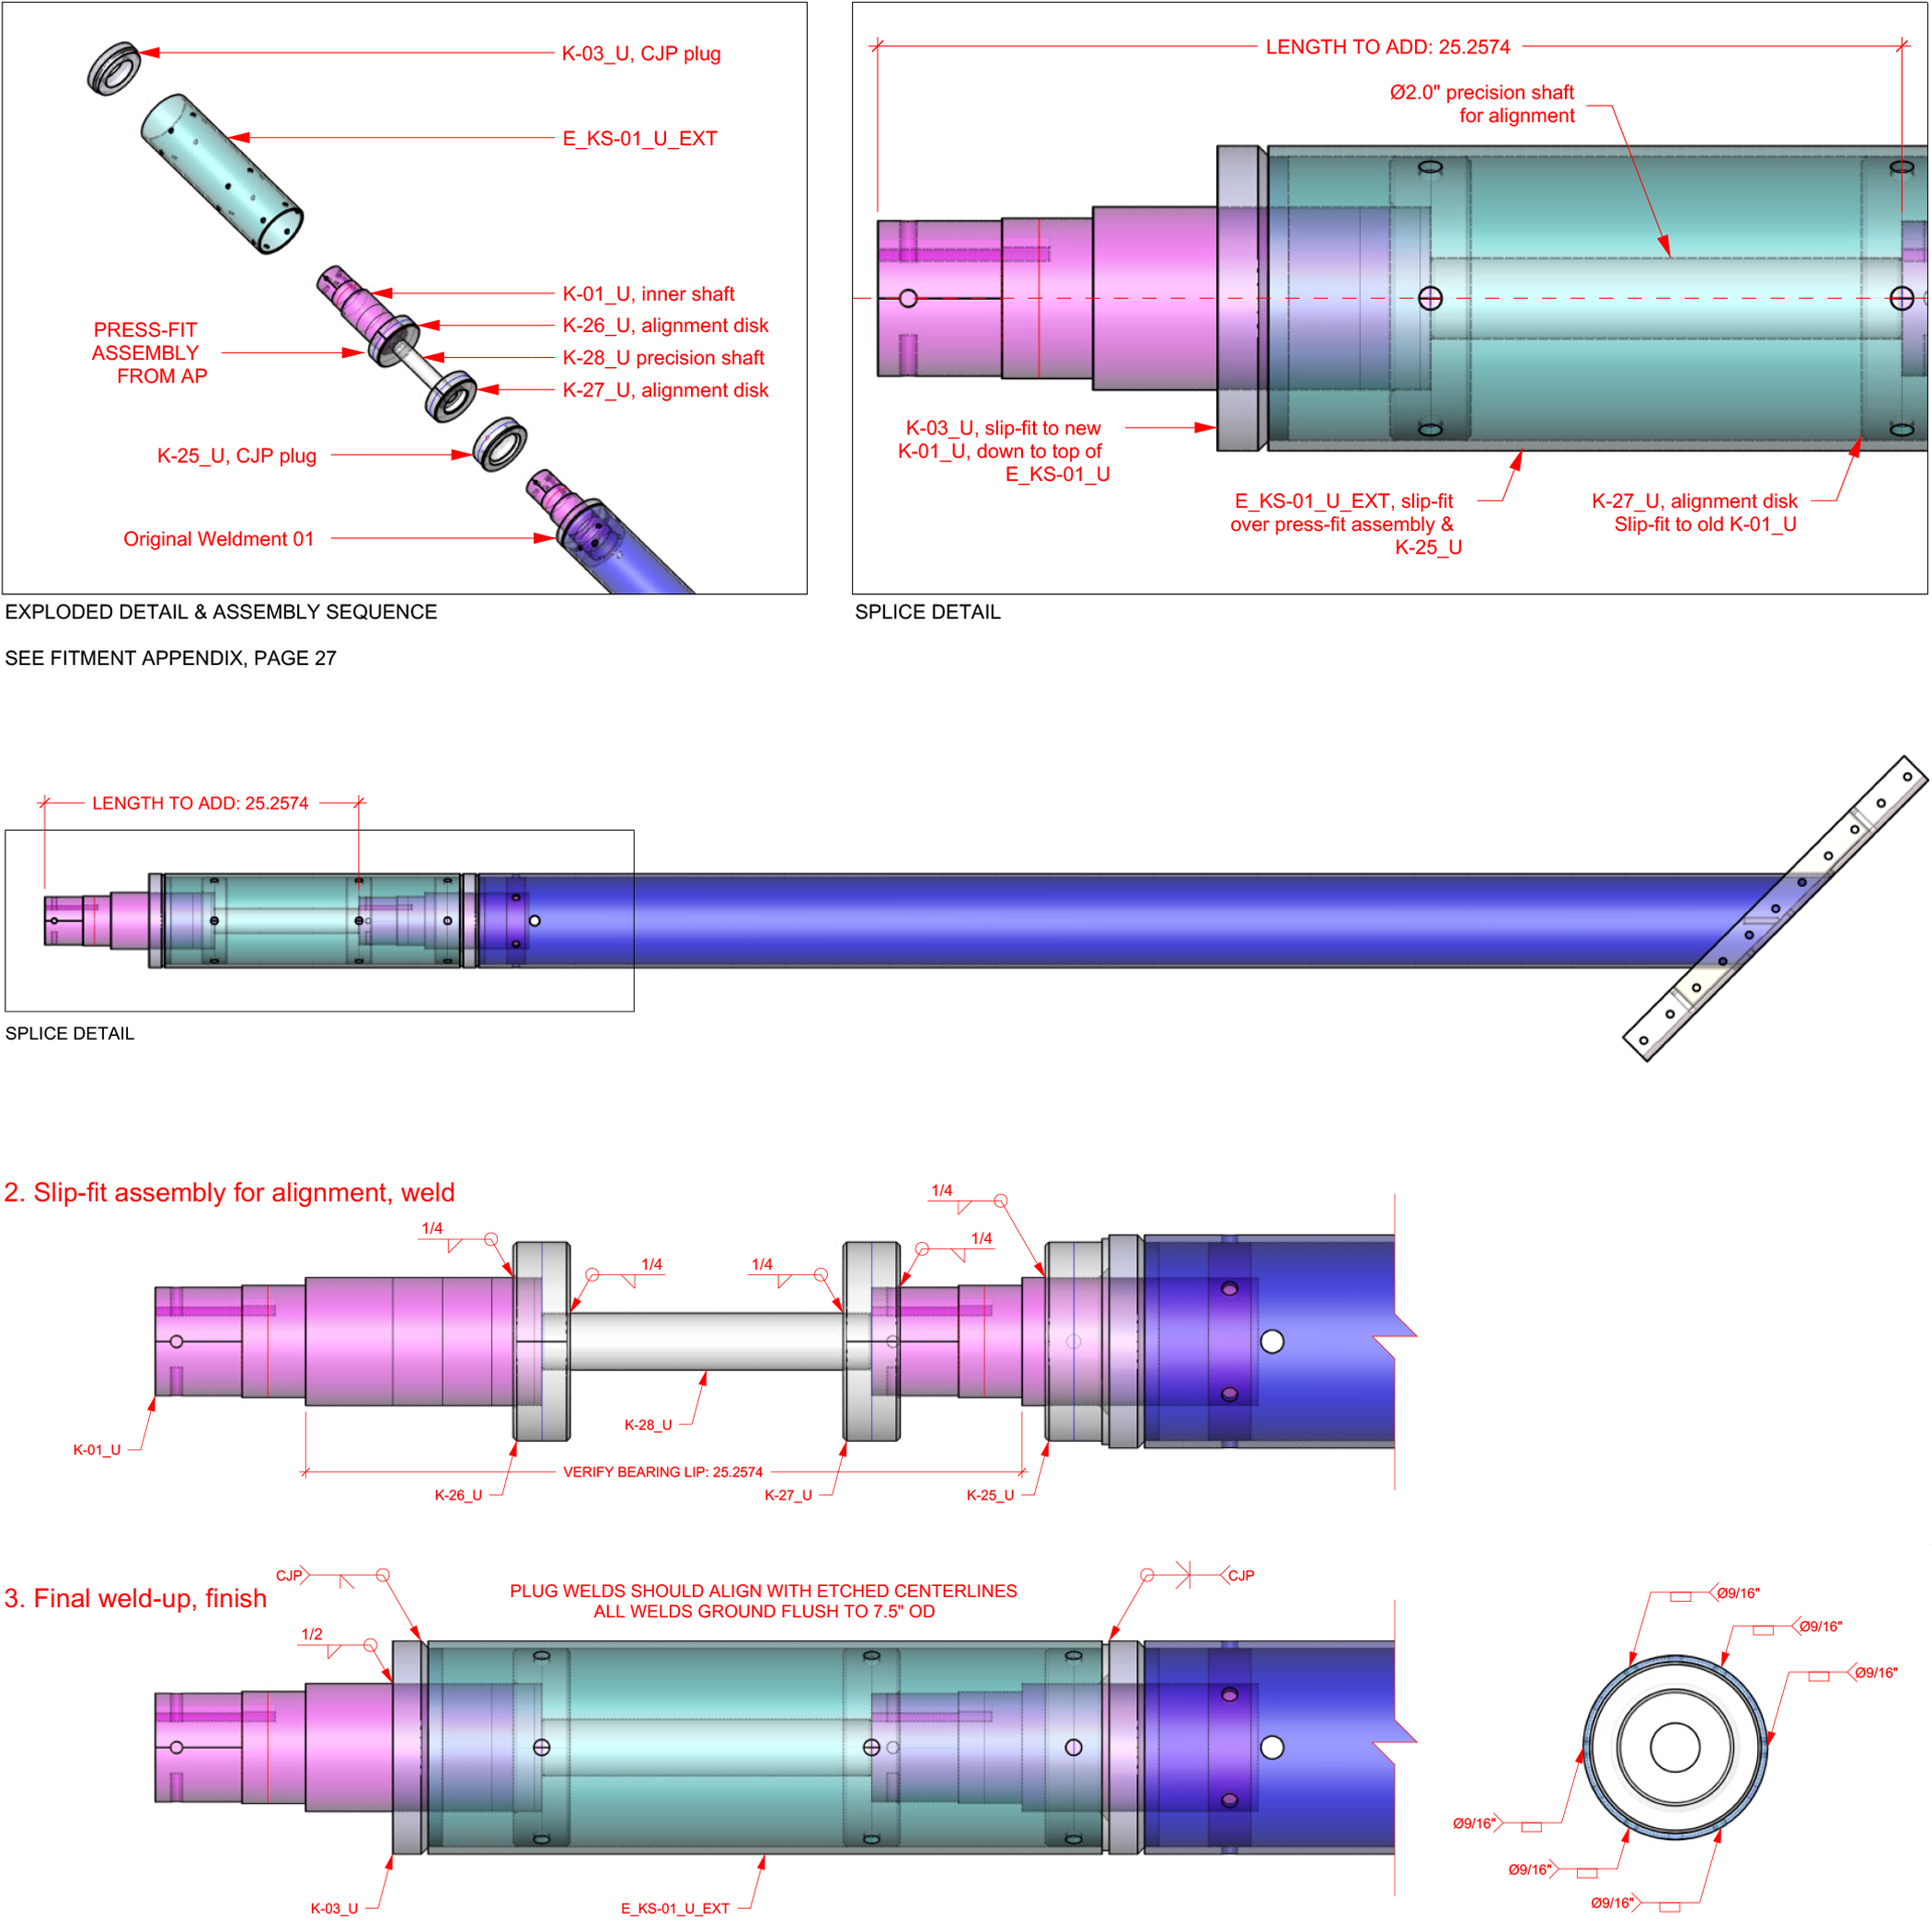 K-03_U, CJP plug
E_KS-01_U_EXT
K-01_U, inner shaft
K-26_U, alignment disk
K-28_U precision shaft
K-27_U, alignment disk
PRESS-FIT
ASSEMBLY
FROM AP
K-25_U, CJP plug
Original Weldment 01
EXPLODED DETAIL & ASSEMBLY SEQUENCE
SEE FITMENT APPENDIX, PAGE 27
LENGTH TO ADD: 25.2574
Ø2.0" precision shaft
for alignment
K-03_U, slip-fit to new
K-01_U, down to top of
E_KS-01_U
E_KS-01_U_EXT, slip-fit
over press-fit assembly &
K-25_U
K-27_U, alignment disk
Slip-fit to old K-01_U
SPLICE DETAIL
LENGTH TO ADD: 25.2574
SPLICE DETAIL
2. Slip-fit assembly for alignment, weld
1/4
1/4
1/4
1/4
1/4
K-01_U
K-28_U
VERIFY BEARING LIP: 25.2574
K-26_U
K-27_U
K-25_U
3. Final weld-up, finish
CJP
1/2
PLUG WELDS SHOULD ALIGN WITH ETCHED CENTERLINES
ALL WELDS GROUND FLUSH TO 7.5" OD
CJP
K-03_U
E_KS-01_U_EXT
Ø9/16"
Ø9/16"
Ø9/16"
Ø9/16"
Ø9/16"
Ø9/16"